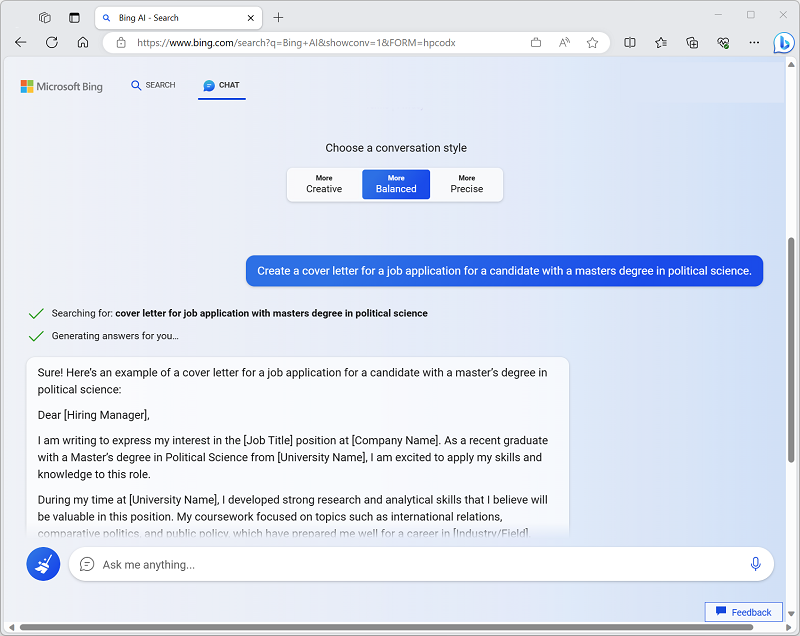 Bing AI - Search
https://www.bing.com/search?q=Bing+AI&showconv=1&FORM=hpcodx
Microsoft Bing
SEARCH
CHAT
Choose a conversation style
More
Creative
More
Balanced
More
Precise
Create a cover letter for a job application for a candidate with a masters degree in political science.
Searching for: cover letter for job application with masters degree in political science
Generating answers for you...
Sure! Here's an example of a cover letter for a job application for a candidate with a master's degree in
political science:
Dear [Hiring Manager],
I am writing to express my interest in the [Job Title] position at [Company Name]. As a recent graduate
with a Master's degree in Political Science from [University Name], I am excited to apply my skills and
knowledge to this role.
During my time at [University Name], I developed strong research and analytical skills that I believe will
be valuable in this position. My coursework focused on topics such as international relations,
comparative politics, and public policy, which have prepared me well for a career in [Industry/Field].
Ask me anything...
Feedback